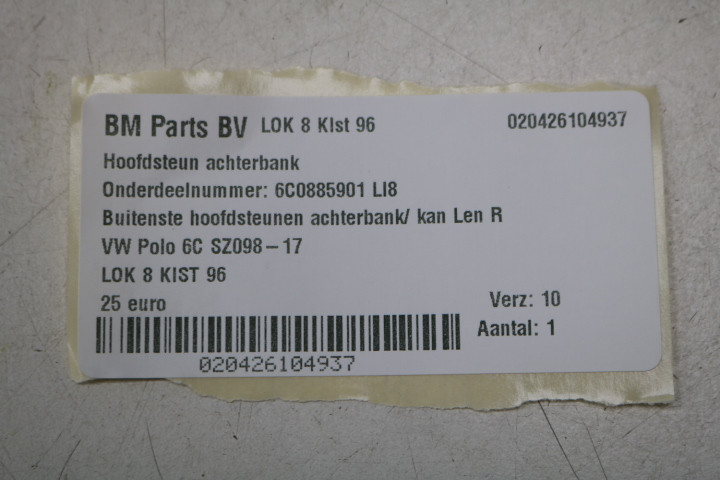 BM Parts BV LOK 8 KIst 96 020426104937
Hoofdsteun achterbank
Onderdeelnummer: 6C0885901 LI8
Buitenste hoofdsteunen achterbank/ kan Len R
VW Polo 6C SZ098-17
LOK 8 KIST 96
25 euro Verz: 10
Aantal: 1
020426104937